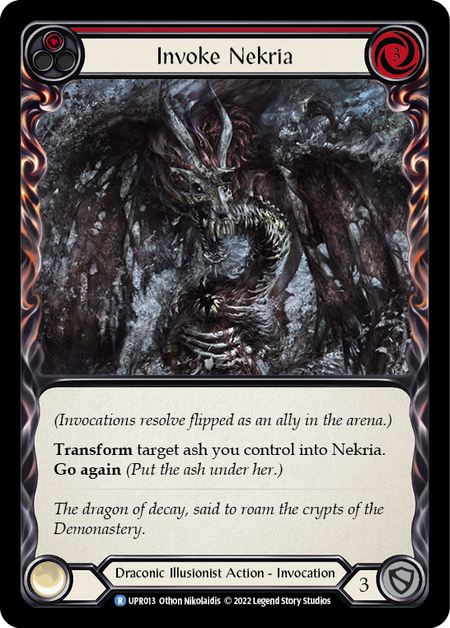 Invoke Nekria
3
(Invocations resolve flipped as an ally in the arena.)
Transform target ash you control into Nekria.
Go again (Put the ash under her.)
The dragon of decay, said to roam the crypts of the
Demonastery.
Draconic Illusionist Action - Invocation
3
R UPR013 Othon Nikolaidis © 2022 Legend Story Studios